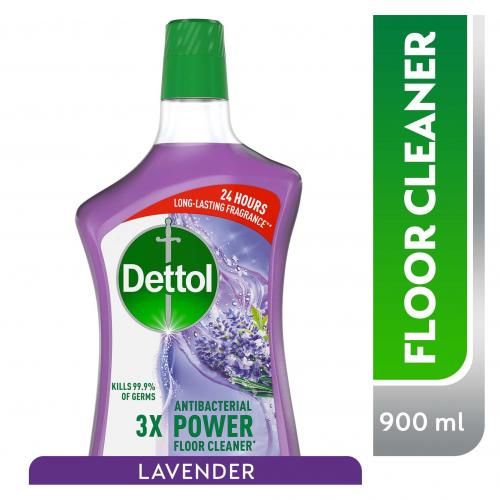 24 HOURS
LONG-LASTING FRAGRANCE**
Dettol
KILLS 99.9%
OF GERMS
ANTIBACTERIAL
3X POWER
FLOOR CLEANER*
LAVENDER
FLOOR CLEANER
900 ml